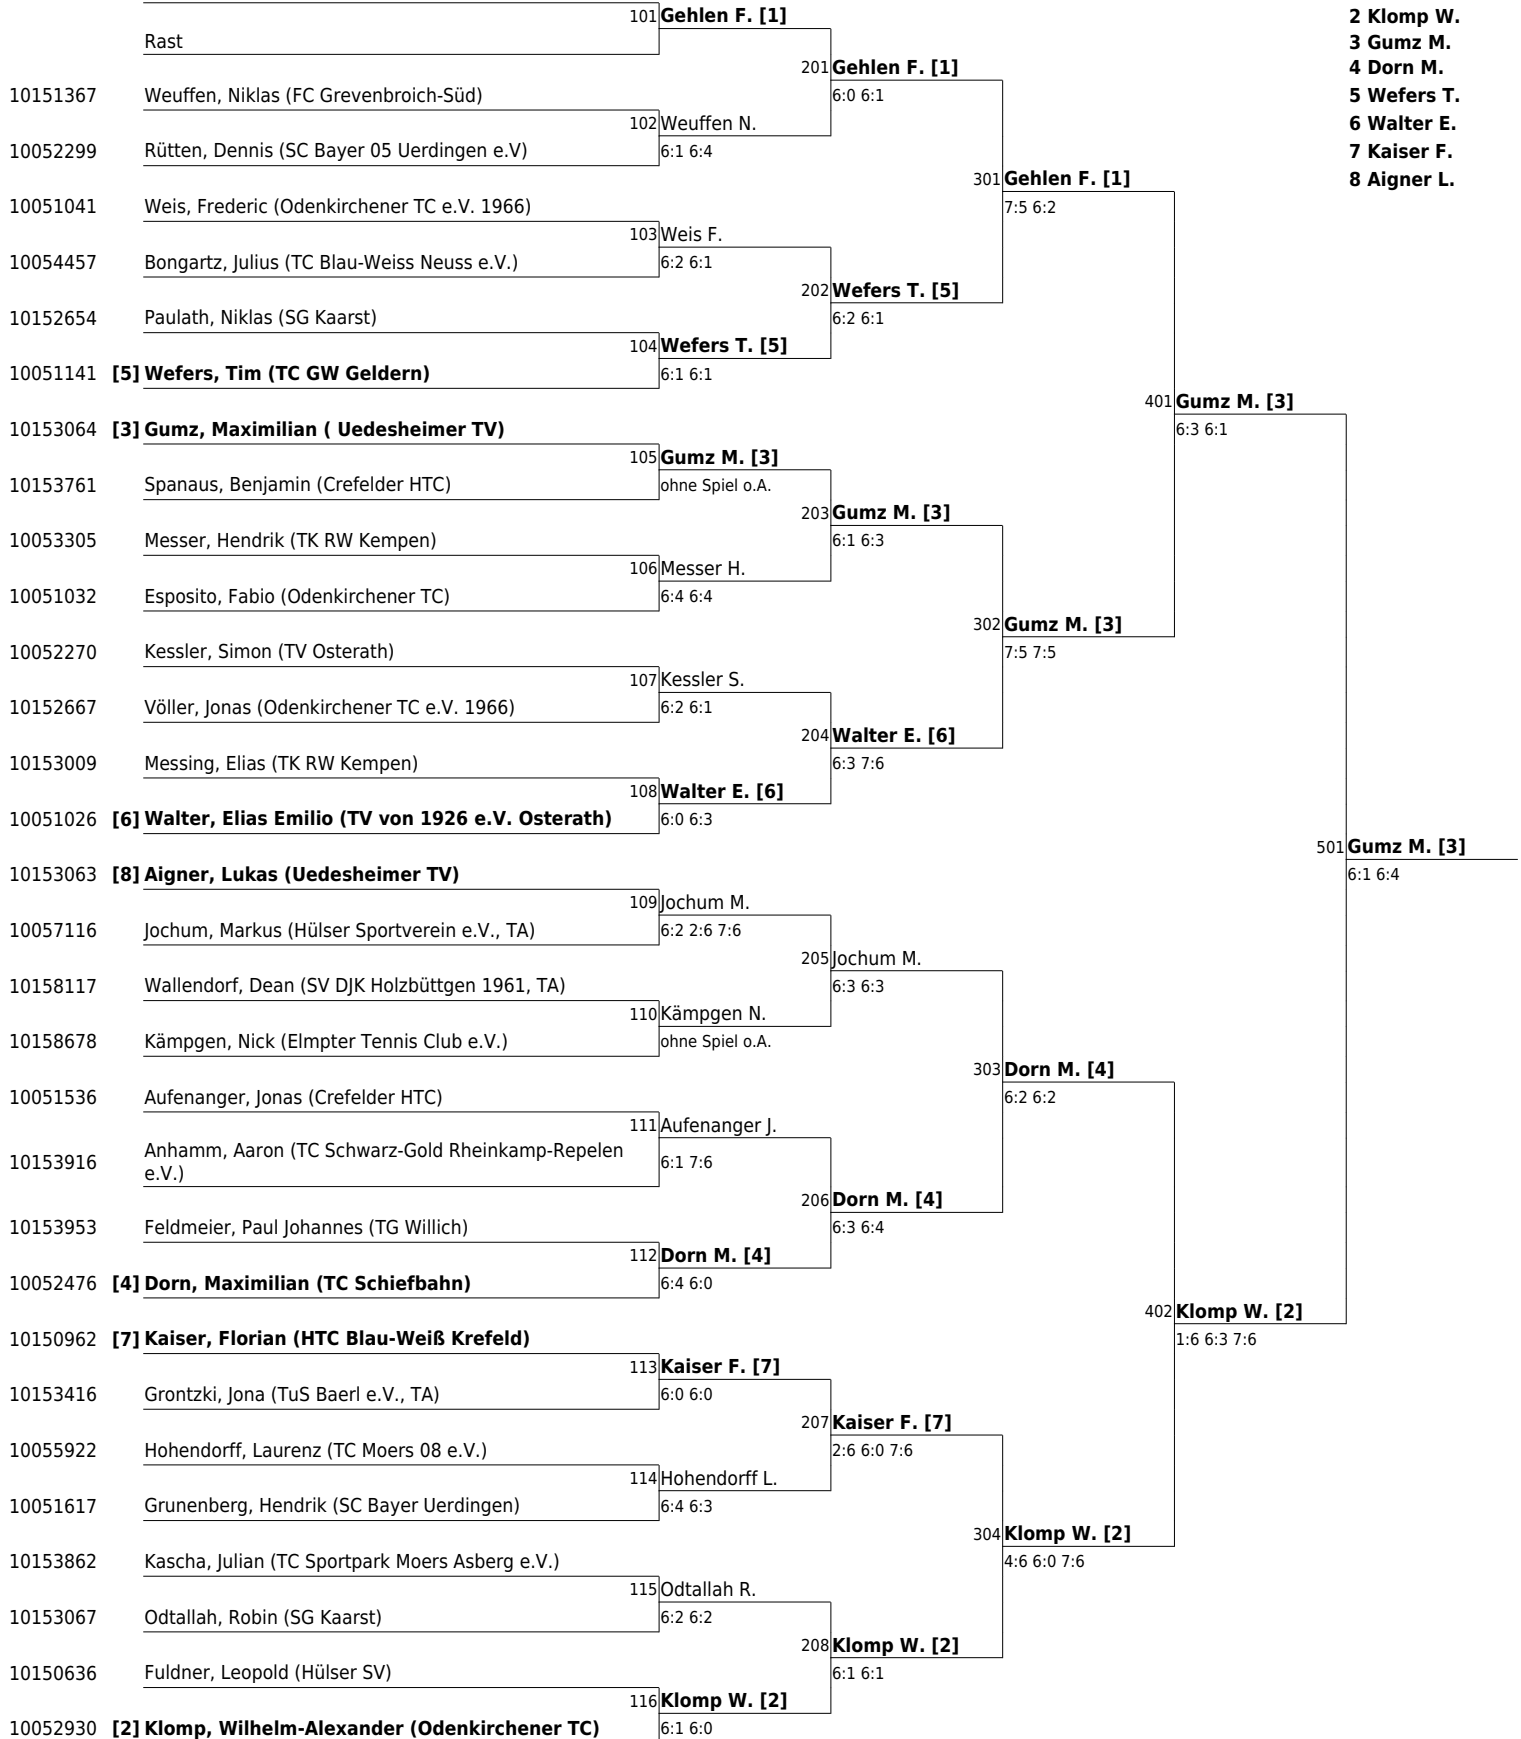 101 Gehlen F. [1]
2 Klomp W.
Rast
3 Gumz M.
201 Gehlen F. [1]
4 Dorn M.
10151367 Weuffen, Niklas (FC Grevenbroich-Süd)
6:0 6:1
5 Wefers T.
102 Weuffen N.
6 Walter E.
10052299 Rütten, Dennis (SC Bayer 05 Uerdingen e.V)
6:1 6:4
7 Kaiser F.
301 Gehlen F. [1]
8 Aigner L.
10051041 Weis, Frederic (Odenkirchener TC e.V. 1966)
7:5 6:2
103 Weis F.
10054457 Bongartz, Julius (TC Blau-Weiss Neuss e.V.)
6:2 6:1
202 Wefers T. [5]
10152654 Paulath, Niklas (SG Kaarst)
6:2 6:1
104 Wefers T. [5]
10051141 [5] Wefers, Tim (TC GW Geldern)
6:1 6:1
401 Gumz M. [3]
10153064 [3] Gumz, Maximilian ( Uedesheimer TV)
6:3 6:1
105 Gumz M. [3]
10153761 Spanaus, Benjamin (Crefelder HTC)
ohne Spiel o.A.
203 Gumz M. [3]
10053305 Messer, Hendrik (TK RW Kempen)
6:1 6:3
106 Messer H.
10051032 Esposito, Fabio (Odenkirchener TC)
6:4 6:4
302 Gumz M. [3]
10052270 Kessler, Simon (TV Osterath)
7:5 7:5
107 Kessler S.
10152667 Völler, Jonas (Odenkirchener TC e.V. 1966)
6:2 6:1
204 Walter E. [6]
10153009 Messing, Elias (TK RW Kempen)
6:3 7:6
108 Walter E. [6]
10051026 [6] Walter, Elias Emilio (TV von 1926 e.V. Osterath)
6:0 6:3
501 Gumz M. [3]
10153063 [8] Aigner, Lukas (Uedesheimer TV)
6:1 6:4
109 Jochum M.
10057116 Jochum, Markus (Hülser Sportverein e.V., TA)
6:2 2:6 7:6
205 Jochum M.
10158117 Wallendorf, Dean (SV DJK Holzbüttgen 1961, TA)
6:3 6:3
110 Kämpgen N.
10158678 Kämpgen, Nick (Elmpter Tennis Club e.V.)
ohne Spiel o.A.
303 Dorn M. [4]
10051536 Aufenanger, Jonas (Crefelder HTC)
6:2 6:2
111 Aufenanger J.
10153916 Anhamm, Aaron (TC Schwarz-Gold Rheinkamp-Repelen
e.V.)
6:1 7:6
206 Dorn M. [4]
10153953 Feldmeier, Paul Johannes (TG Willich)
6:3 6:4
112 Dorn M. [4]
10052476 [4] Dorn, Maximilian (TC Schiefbahn)
6:4 6:0
402 Klomp W. [2]
10150962 [7] Kaiser, Florian (HTC Blau-Weiß Krefeld)
1:6 6:3 7:6
113 Kaiser F. [7]
10153416 Grontzki, Jona (TuS Baerl e.V., TA)
6:0 6:0
207 Kaiser F. [7]
10055922 Hohendorff, Laurenz (TC Moers 08 e.V.)
2:6 6:0 7:6
114 Hohendorff L.
10051617 Grunenberg, Hendrik (SC Bayer Uerdingen)
6:4 6:3
304 Klomp W. [2]
10153862 Kascha, Julian (TC Sportpark Moers Asberg e.V.)
4:6 6:0 7:6
115 Odtallah R.
10153067 Odtallah, Robin (SG Kaarst)
6:2 6:2
208 Klomp W. [2]
10150636 Fuldner, Leopold (Hülser SV)
6:1 6:1
116 Klomp W. [2]
10052930 [2] Klomp, Wilhelm-Alexander (Odenkirchener TC)
6:1 6:0